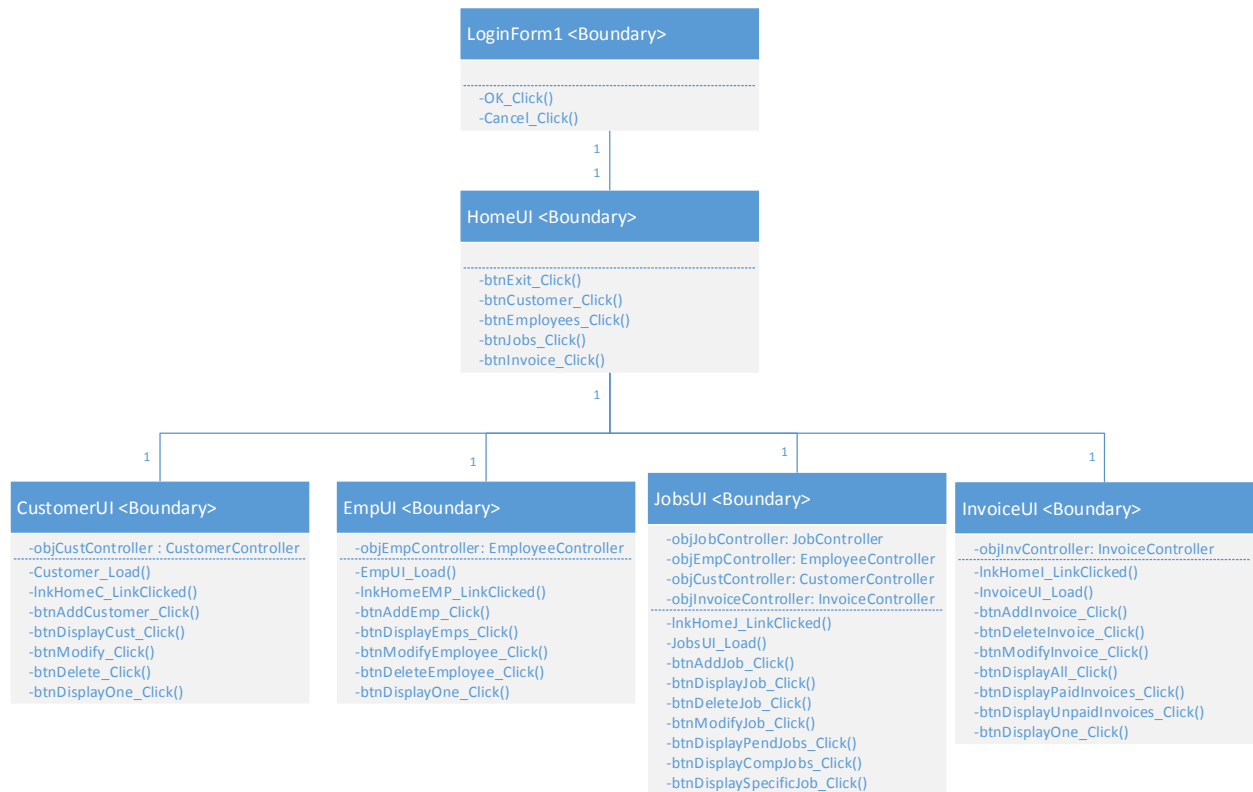 LoginForm1 <Boundary>
-OK_Click()
-Cancel_Click()
1
1
HomeUI <Boundary>
-btnExit_Click()
-btnCustomer_Click()
-btnEmployees_Click()
-btnJobs_Click()
-btnInvoice_Click()
1
1
1
1
1
CustomerUI <Boundary>
-objCustController : CustomerController
-Customer_Load()
-lnkHomeC_LinkClicked()
-btnAddCustomer_Click()
-btnDisplayCust_Click()
-btnModify_Click()
-btnDelete_Click()
-btnDisplayOne_Click()
EmpUI <Boundary>
-objEmpController: EmployeeController
-EmpUI_Load()
-lnkHomeEMP_LinkClicked()
-btnAddEmp_Click()
-btnDisplayEmps_Click()
-btnModifyEmployee_Click()
-btnDeleteEmployee_Click()
-btnDisplayOne_Click()
JobsUI <Boundary>
-objJobController: JobController
-objEmpController: EmployeeController
-objCustController: CustomerController
-objInvoiceController: InvoiceController
-lnkHomeJ_LinkClicked()
-JobsUI_Load()
-btnAddJob_Click()
-btnDisplayJob_Click()
-btnDeleteJob_Click()
-btnModifyJob_Click()
-btnDisplayPendJobs_Click()
-btnDisplayCompJobs_Click()
-btnDisplaySpecificJob_Click()
InvoiceUI <Boundary>
-objInvController: InvoiceController
-lnkHomeI_LinkClicked()
-InvoiceUI_Load()
-btnAddInvoice_Click()
-btnDeleteInvoice_Click()
-btnModifyInvoice_Click()
-btnDisplayAll_Click()
-btnDisplayPaidInvoices_Click()
-btnDisplayUnpaidInvoices_Click()
-btnDisplayOne_Click()